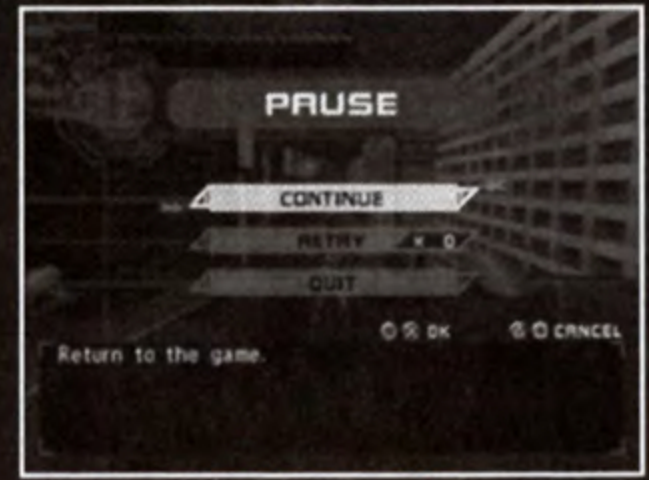 PAUSE
CONTINUE
RETRY × 0
QUIT
OK CANCEL
Return to the game.